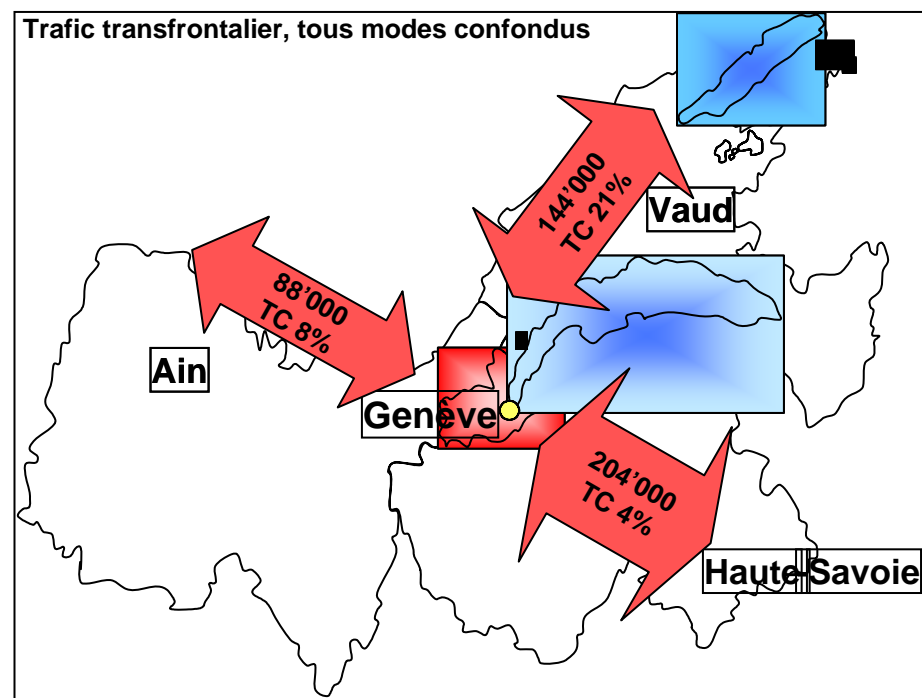 Trafic transfrontalier, tous modes confondus
144’000
TC 21%
Vaud
88’000
TC 8%
Ain
Genève
204’000
TC 4%
Haute-Savoie